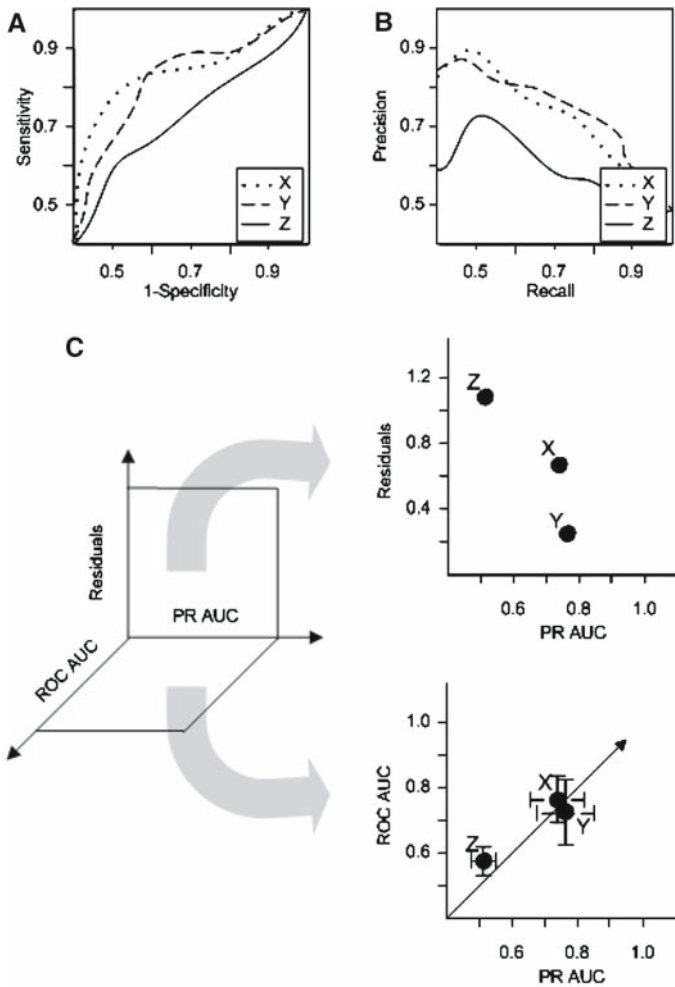 A
Sensitivity
0.9
0.7
0.5
X
Y
Z
0.5 0.7 0.9
1-Specificity
B
Precision
0.9
0.7
0.5
X
Y
Z
0.5 0.7 0.9
Recall
C
Residuals
PR AUC
ROC AUC
Residuals
1.2
0.8
0.4
Z
X
Y
0.6 0.8 1.0
PR AUC
ROC AUC
1.0
0.8
0.6
X
Y
Z
0.6 0.8 1.0
PR AUC